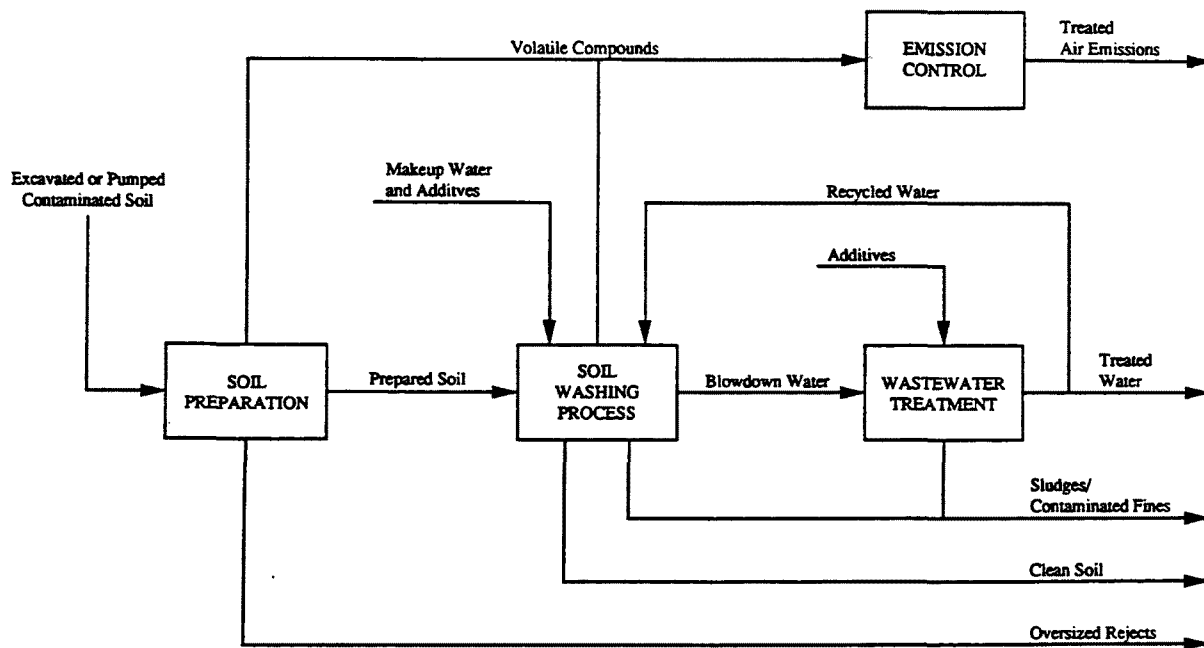 Volatile Compounds
EMISSION
CONTROL
Treated
Air Emissions
Excavated or Pumped
Contaminated Soil
Makeup Water
and Additves
Recycled Water
Additives
SOIL
PREPARATION
Prepared Soil
SOIL
WASHING
PROCESS
Blowdown Water
WASTEWATER
TREATMENT
Treated
Water
Sludges/
Contaminated Fines
Clean Soil
Oversized Rejects